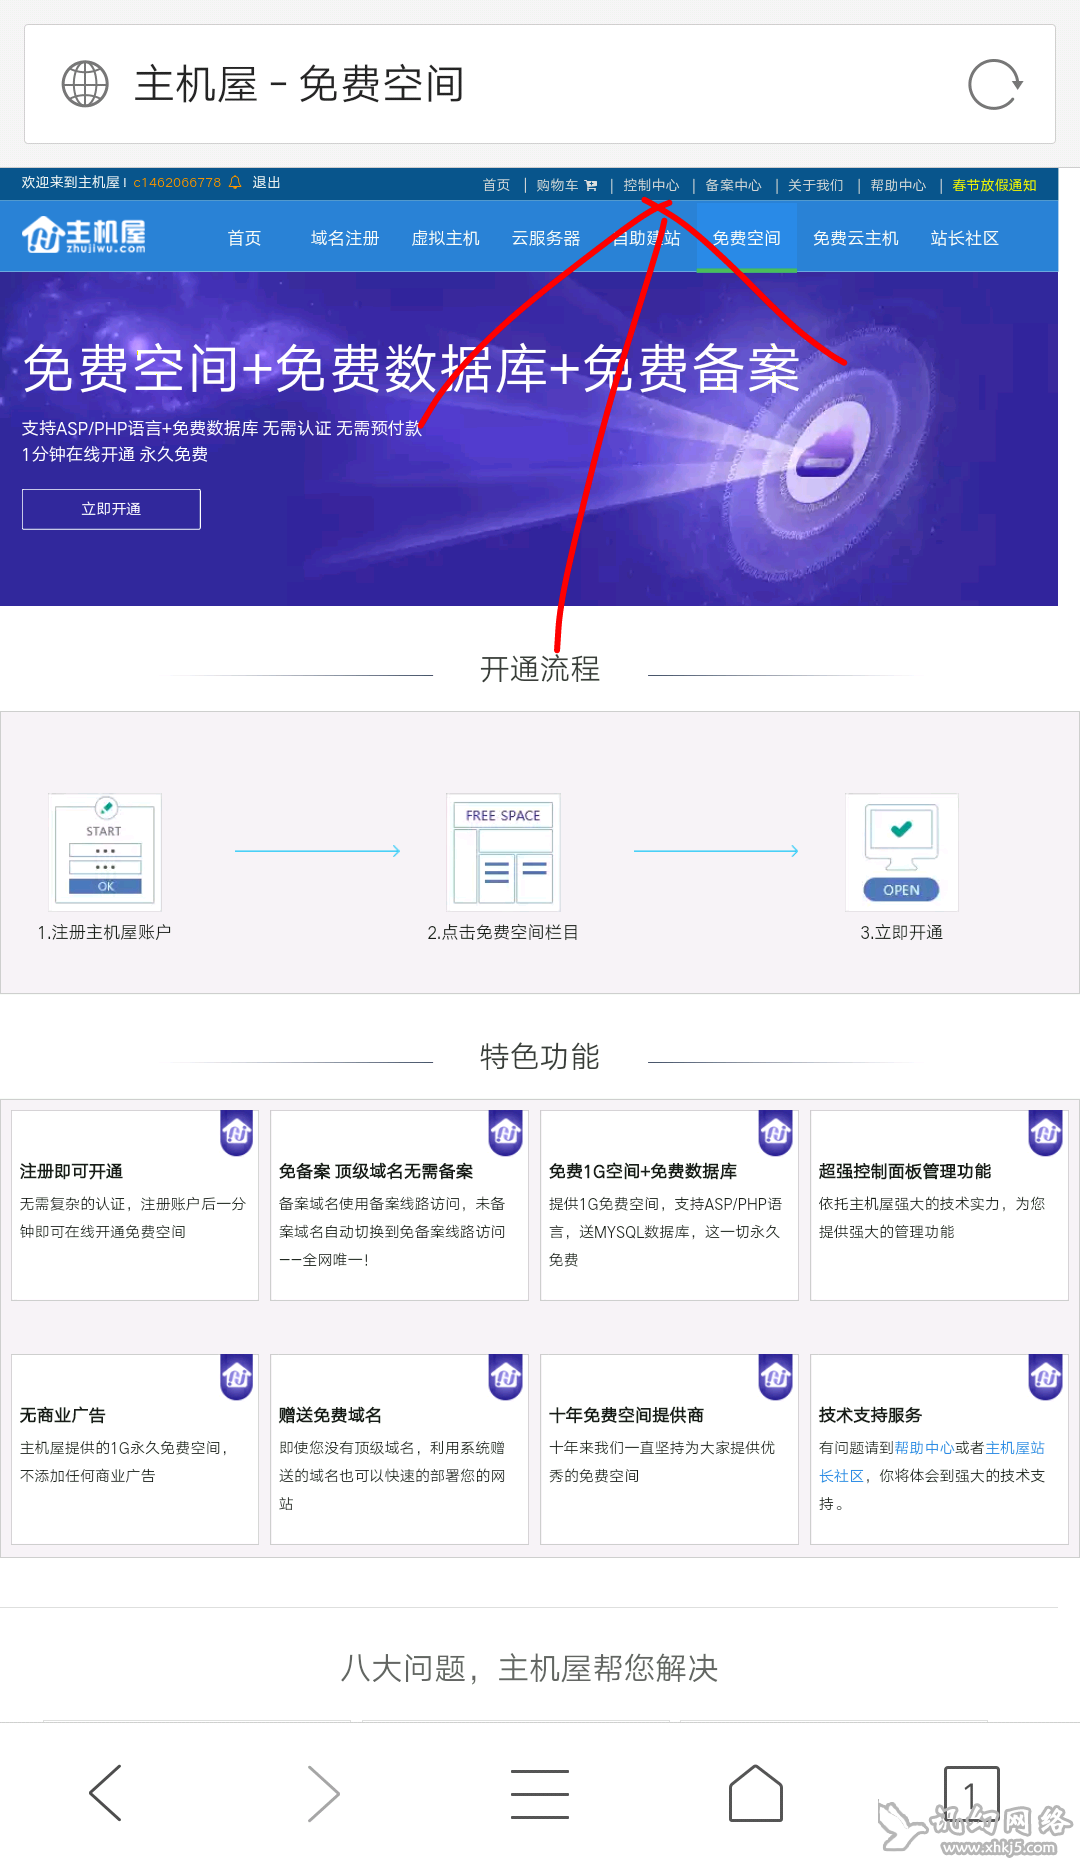 主机屋 - 免费空间
欢迎来到主机屋! c1462066778 退出
首页 | 购物车 | 控制中心 | 备案中心 | 关于我们 | 帮助中心 | 春节放假通知
主机屋
zhujiwu.com
首页 域名注册 虚拟主机 云服务器 自助建站 免费空间 免费云主机 站长社区
免费空间+免费数据库+免费备案
支持ASP/PHP语言+免费数据库 无需认证 无需预付款
1分钟在线开通 永久免费
立即开通
开通流程
START
OK
FREE SPACE
OPEN
1.注册主机屋账户
2.点击免费空间栏目
3.立即开通
特色功能
注册即可开通
无需复杂的认证，注册账户后一分
钟即可在线开通免费空间
免备案 顶级域名无需备案
备案域名使用备案线路访问，未备
案域名自动切换到免备案线路访问
——全网唯一！
免费1G空间+免费数据库
提供1G免费空间，支持ASP/PHP语
言，送MYSQL数据库，这一切永久
免费
超强控制面板管理功能
依托主机屋强大的技术实力，为您
提供强大的管理功能
无商业广告
主机屋提供的1G永久免费空间，
不添加任何商业广告
赠送免费域名
即使您没有顶级域名，利用系统赠
送的域名也可以快速的部署您的网
站
十年免费空间提供商
十年来我们一直坚持为大家提供优
秀的免费空间
技术支持服务
有问题请到帮助中心或者主机屋站
长社区，你将体会到强大的技术支
持。
八大问题，主机屋帮您解决
1
讯幻网络
www.xhkj5.com